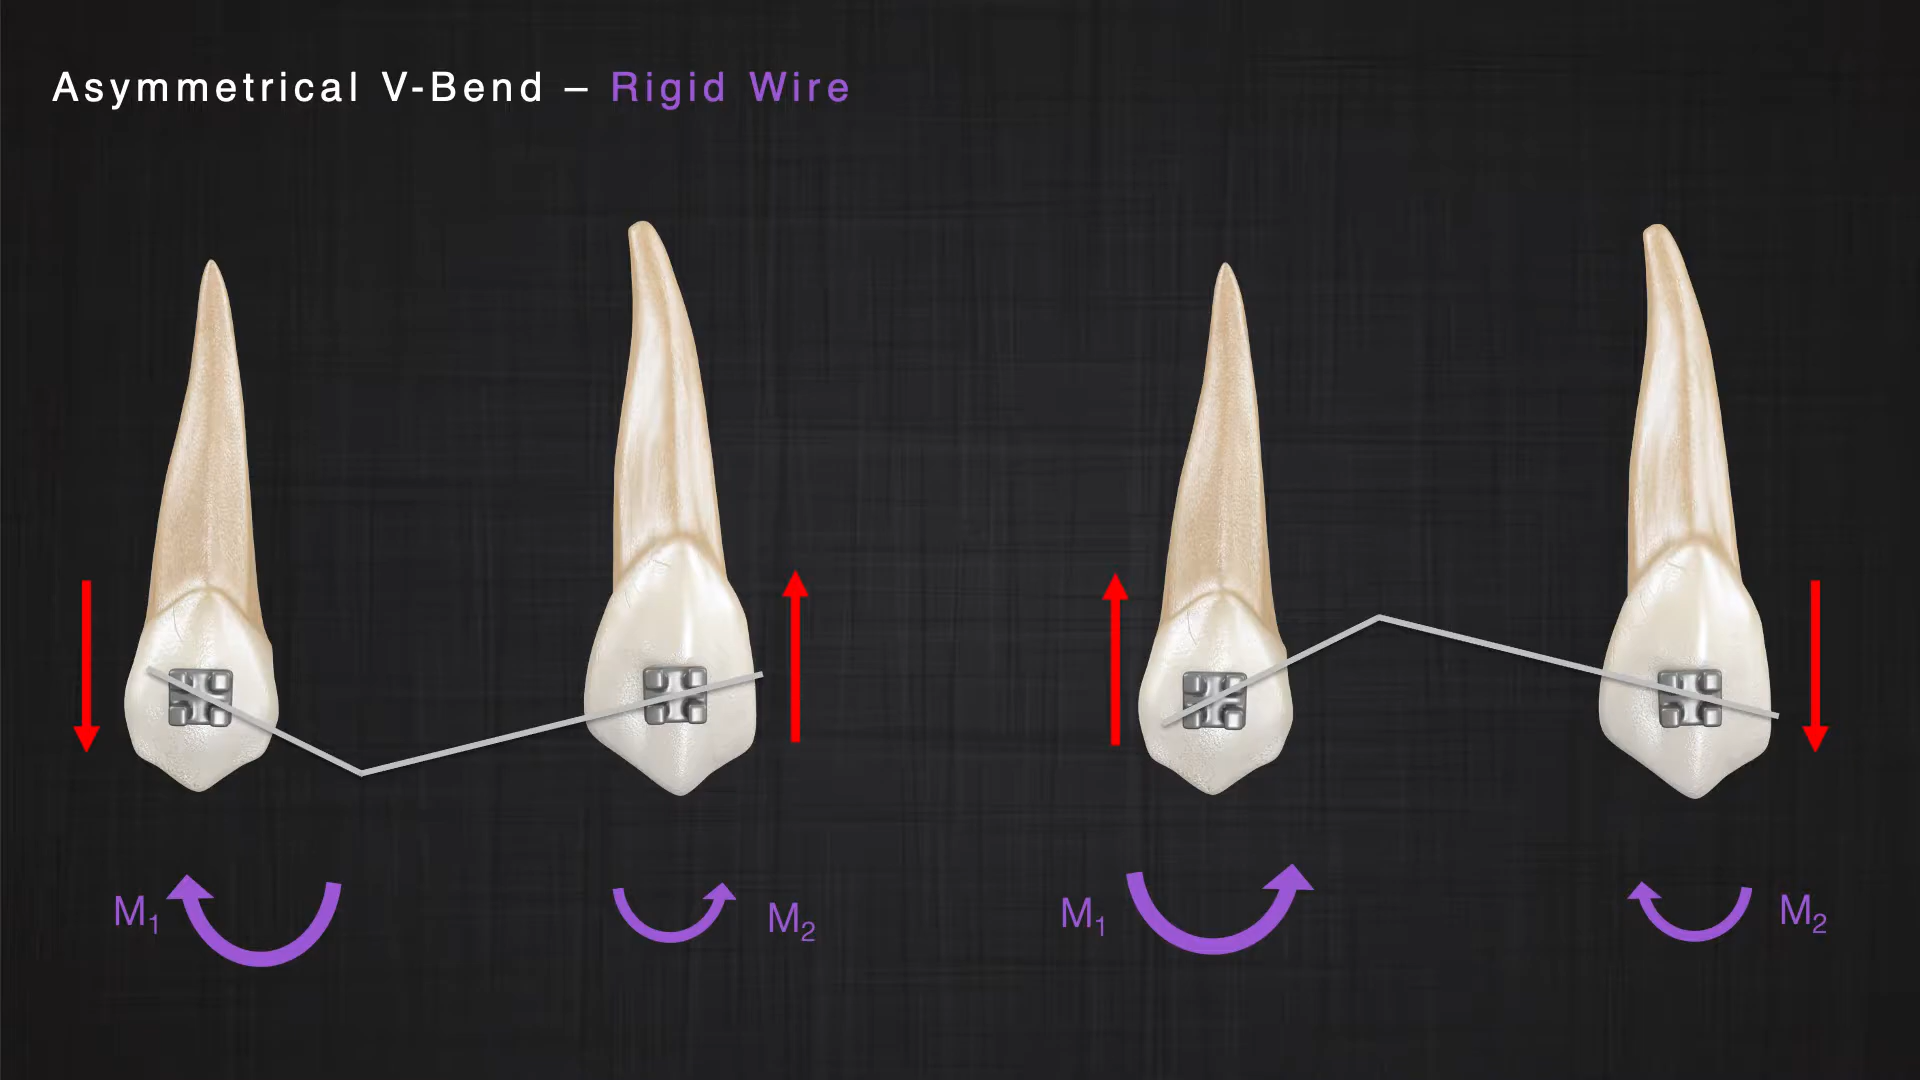 Asymmetrical V-Bend – Rigid Wire
M₁
M₂
M₁
M₂